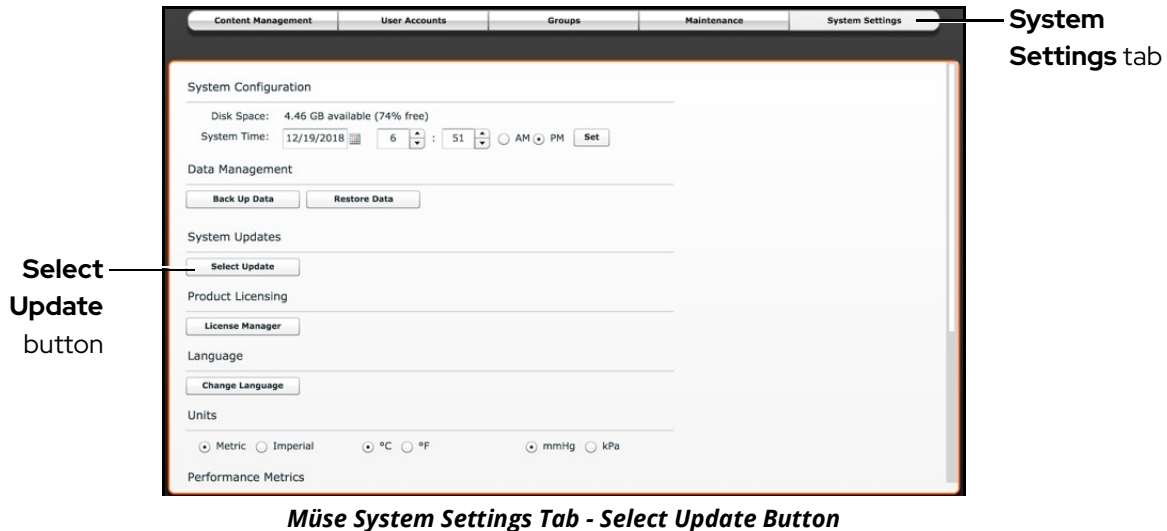 Content Management User Accounts Groups Maintenance System Settings
System
Settings tab
System Configuration
Disk Space: 4.46 GB available (74% free)
System Time: 12/19/2018 6 : 51 AM PM Set
Data Management
Back Up Data Restore Data
System Updates
Select Update
Select
Update
button
Product Licensing
License Manager
Language
Change Language
Units
Metric Imperial °C °F mmHg kPa
Performance Metrics
Müse System Settings Tab - Select Update Button